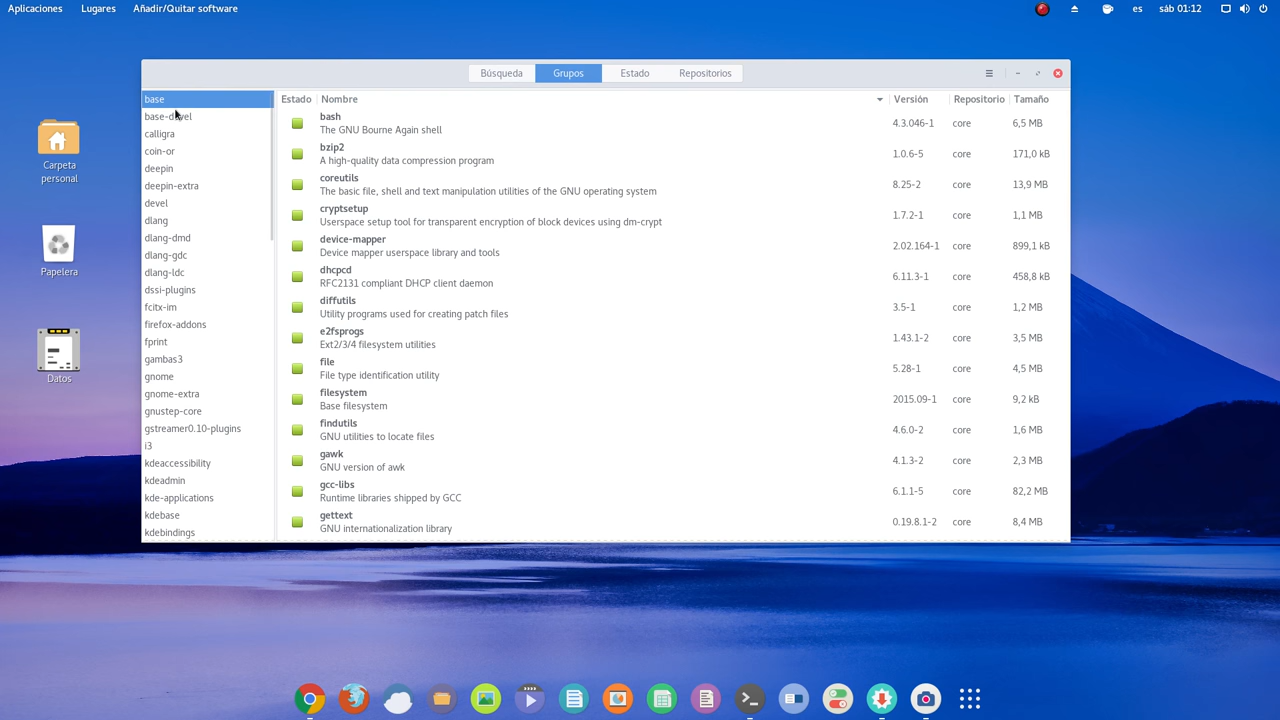 Aplicaciones Lugares Añadir/Quitar software es sáb 01:12
Búsqueda Grupos Estado Repositorios
Carpeta
personal
Papelera
Datos
base
base-devel
calligra
coin-or
deepin
deepin-extra
devel
dlang
dlang-dmd
dlang-gdc
dlang-ldc
dssi-plugins
fcitx-im
firefox-addons
fprint
gambas3
gnome
gnome-extra
gnustep-core
gstreamer0.10-plugins
i3
kdeaccessibility
kdeadmin
kde-applications
kdebase
kdebindings
Estado Nombre Versión Repositorio Tamaño
bash
The GNU Bourne Again shell
4.3.046-1 core 6,5 MB
bzip2
A high-quality data compression program
1.0.6-5 core 171,0 kB
coreutils
The basic file, shell and text manipulation utilities of the GNU operating system
8.25-2 core 13,9 MB
cryptsetup
Userspace setup tool for transparent encryption of block devices using dm-crypt
1.7.2-1 core 1,1 MB
device-mapper
Device mapper userspace library and tools
2.02.164-1 core 899,1 kB
dhcpcd
RFC2131 compliant DHCP client daemon
6.11.3-1 core 458,8 kB
diffutils
Utility programs used for creating patch files
3.5-1 core 1,2 MB
e2fsprogs
Ext2/3/4 filesystem utilities
1.43.1-2 core 3,5 MB
file
File type identification utility
5.28-1 core 4,5 MB
filesystem
Base filesystem
2015.09-1 core 9,2 kB
findutils
GNU utilities to locate files
4.6.0-2 core 1,6 MB
gawk
GNU version of awk
4.1.3-2 core 2,3 MB
gcc-libs
Runtime libraries shipped by GCC
6.1.1-5 core 82,2 MB
gettext
GNU internationalization library
0.19.8.1-2 core 8,4 MB